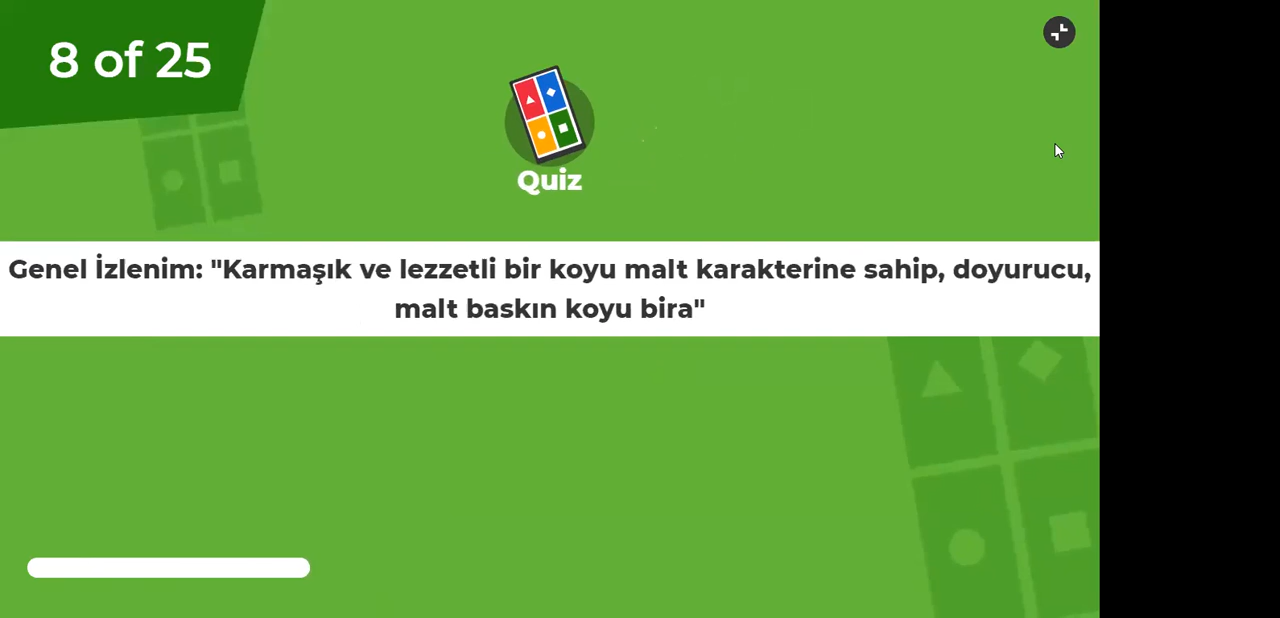 8 of 25
Quiz
Genel İzlenim: "Karmaşık ve lezzetli bir koyu malt karakterine sahip, doyurucu,
malt baskın koyu bira"